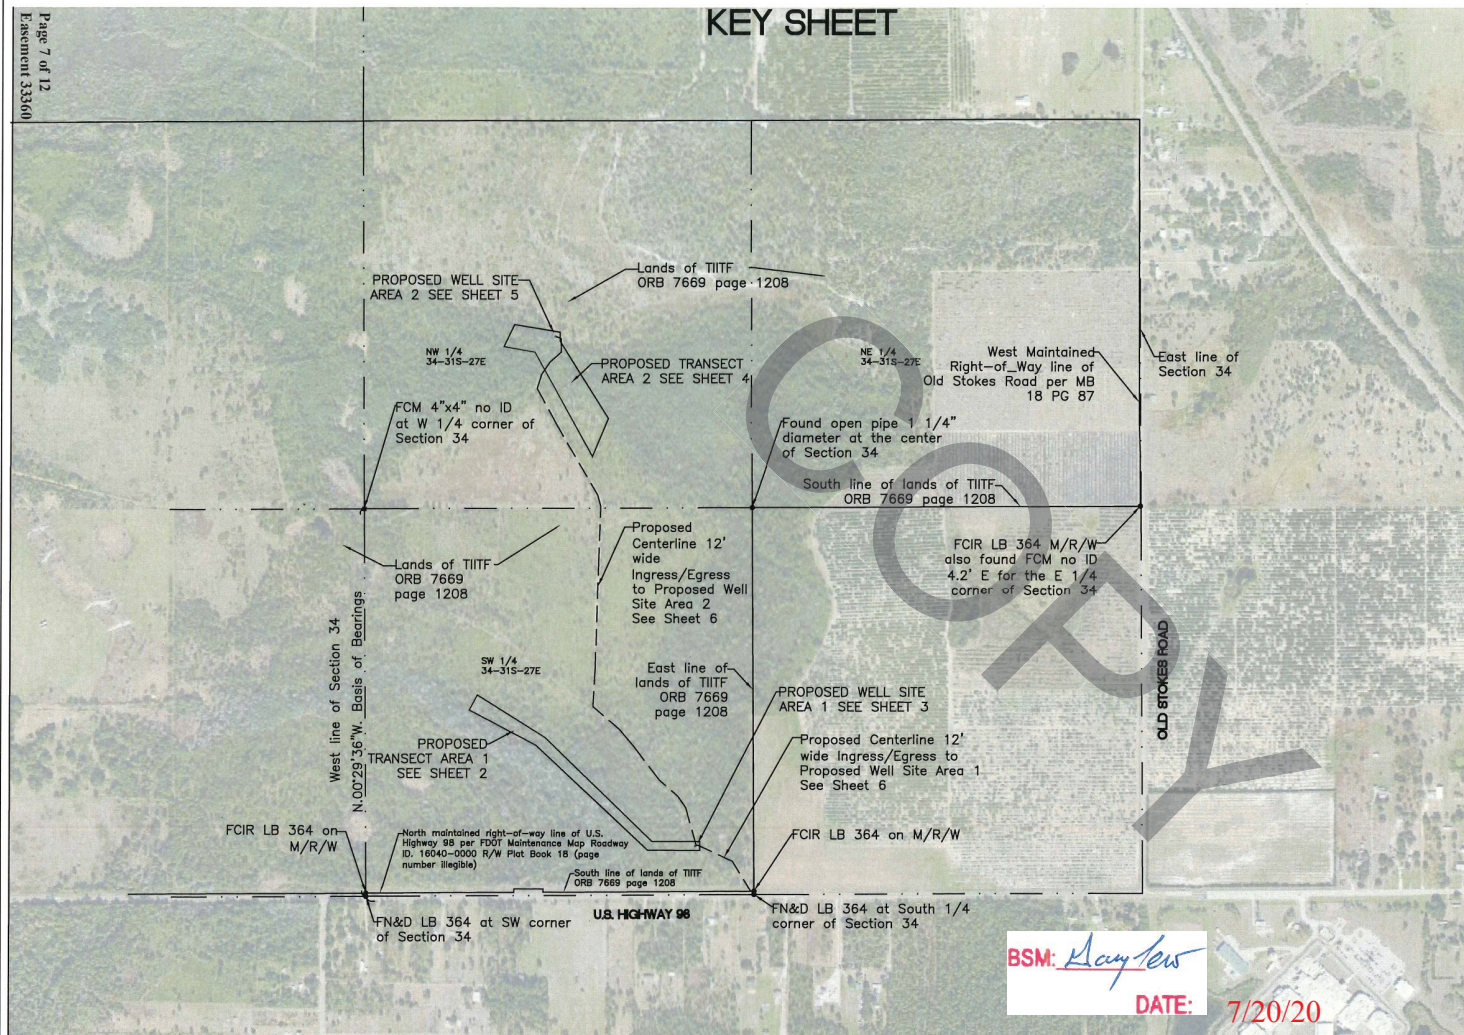 KEY SHEET
Page 7 of 12
Easement 33360
PROPOSED WELL SITE
AREA 2 SEE SHEET 5
Lands of TIITF
ORB 7669 page 1208
NW 1/4
34-31S-27E
PROPOSED TRANSECT
AREA 2 SEE SHEET 4
NE 1/4
34-31S-27E
West Maintained
Right-of_Way line of
Old Stokes Road per MB
18 PG 87
East line of
Section 34
FCM 4"x4" no ID
at W 1/4 corner of
Section 34
Found open pipe 1 1/4"
diameter at the center
of Section 34
South line of lands of TIITF
ORB 7669 page 1208
Lands of TIITF
ORB 7669
page 1208
Proposed
Centerline 12'
wide
Ingress/Egress
to Proposed Well
Site Area 2
See Sheet 6
FCIR LB 364 M/R/W
also found FCM no ID
4.2' E for the E 1/4
corner of Section 34
West line of Section 34
N.00°29'36"W. Basis of Bearings
SW 1/4
34-31S-27E
East line of
lands of TIITF
ORB 7669
page 1208
OLD STOKES ROAD
PROPOSED WELL SITE
AREA 1 SEE SHEET 3
PROPOSED
TRANSECT AREA 1
SEE SHEET 2
Proposed Centerline 12'
wide Ingress/Egress to
Proposed Well Site Area 1
See Sheet 6
FCIR LB 364 on
M/R/W
North maintained right-of-way line of U.S.
Highway 98 per FDOT Maintenance Map Roadway
ID. 16040-0000 R/W Plat Book 18 (page
number illegible)
FCIR LB 364 on M/R/W
South line of lands of TIITF
ORB 7669 page 1208
U.S. HIGHWAY 98
FN&D LB 364 at SW corner
of Section 34
FN&D LB 364 at South 1/4
corner of Section 34
COPY
BSM:
DATE: 7/20/20